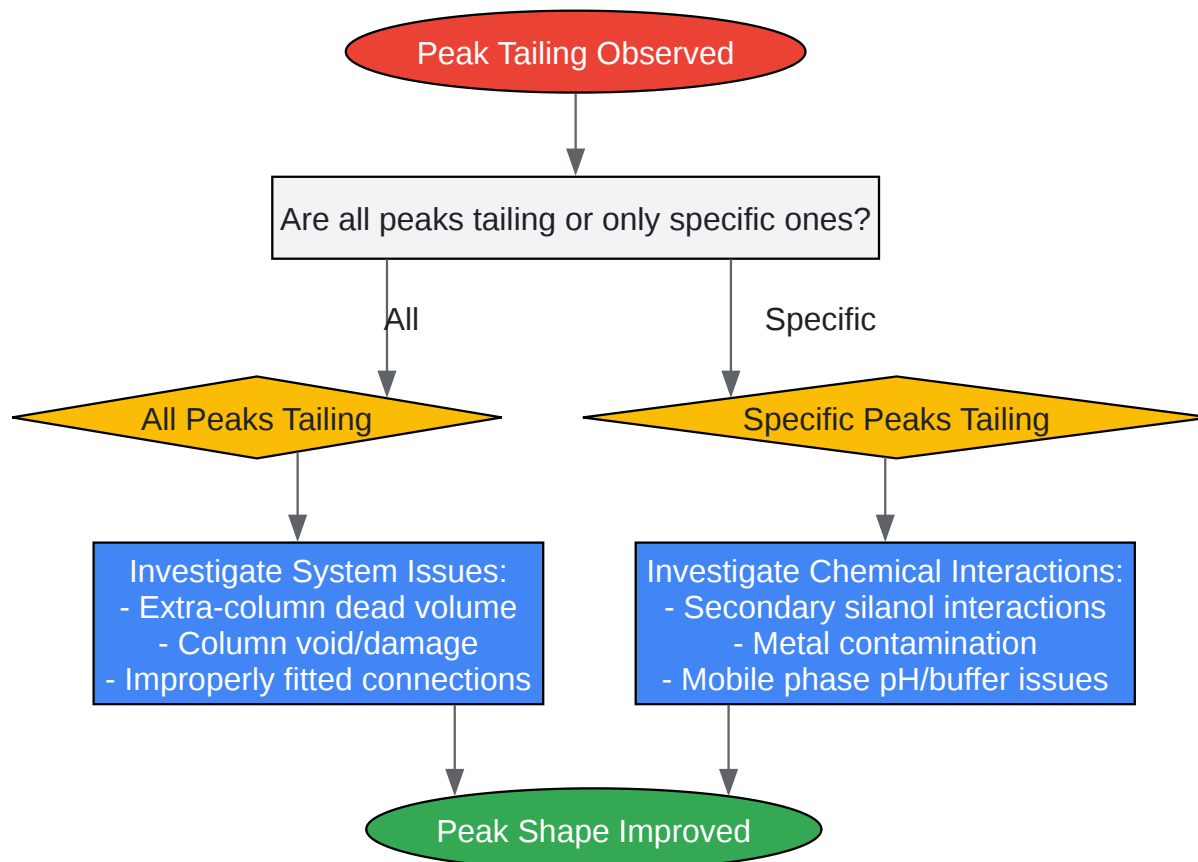 Peak Tailing Observed
Are all peaks tailing or only specific ones?
All
Specific
All Peaks Tailing
Specific Peaks Tailing
Investigate System Issues:
- Extra-column dead volume
- Column void/damage
- Improperly fitted connections
Investigate Chemical Interactions:
- Secondary silanol interactions
- Metal contamination
- Mobile phase pH/buffer issues
Peak Shape Improved